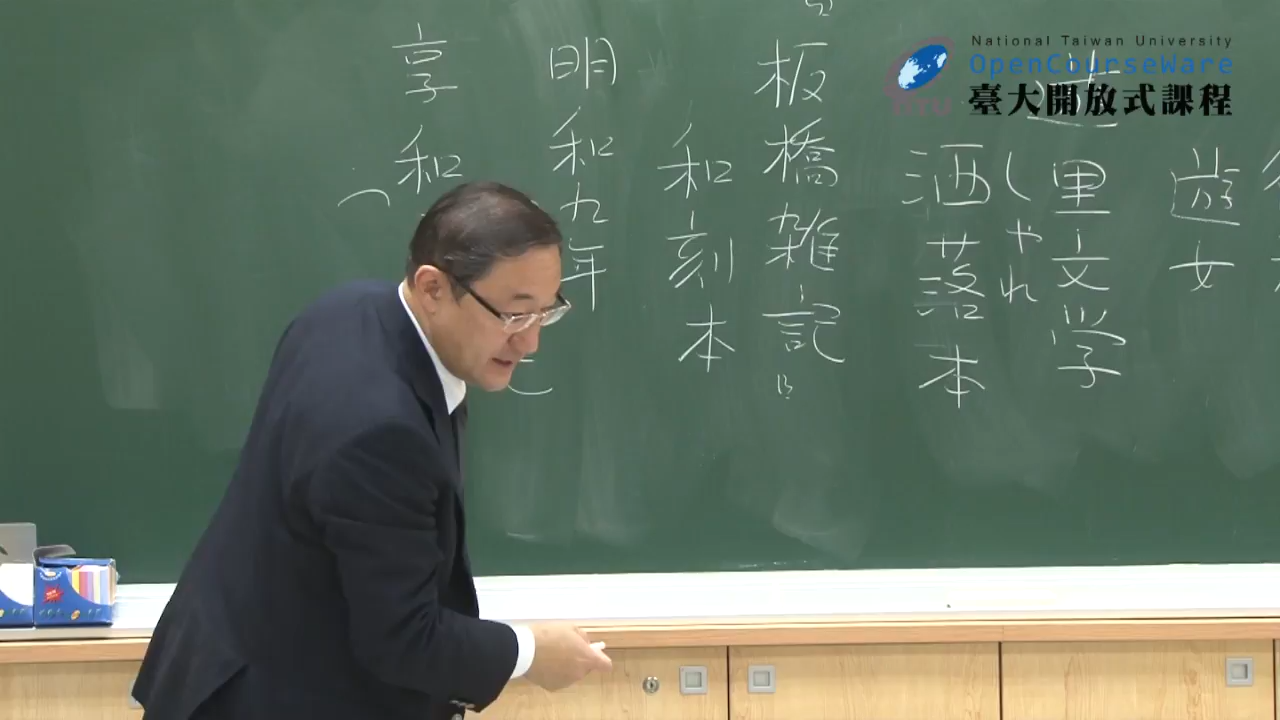 National Taiwan University
OpenCourseWare
臺大開放式課程
遊女
里文学
しゃれ
洒落本
板橋雑記
和刻本
明和九年
享和